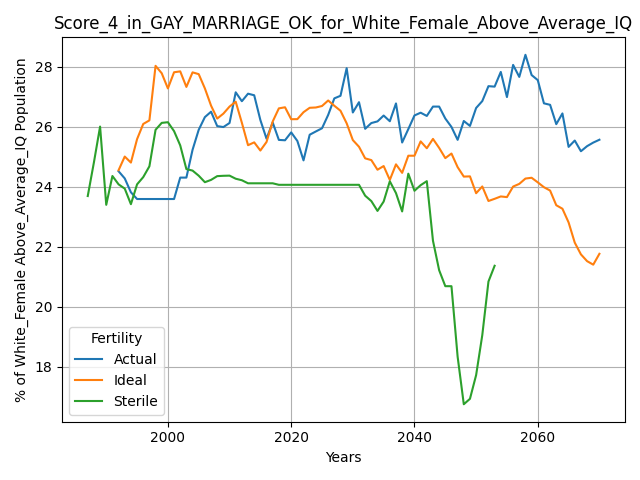 Score_4_in_GAY_MARRIAGE_OK_for_White_Female_Above_Average_IQ
% of White_Female Above_Average_IQ Population
28
26
24
22
20
18
Fertility
Actual
Ideal
Sterile
2000
2020
2040
2060
Years